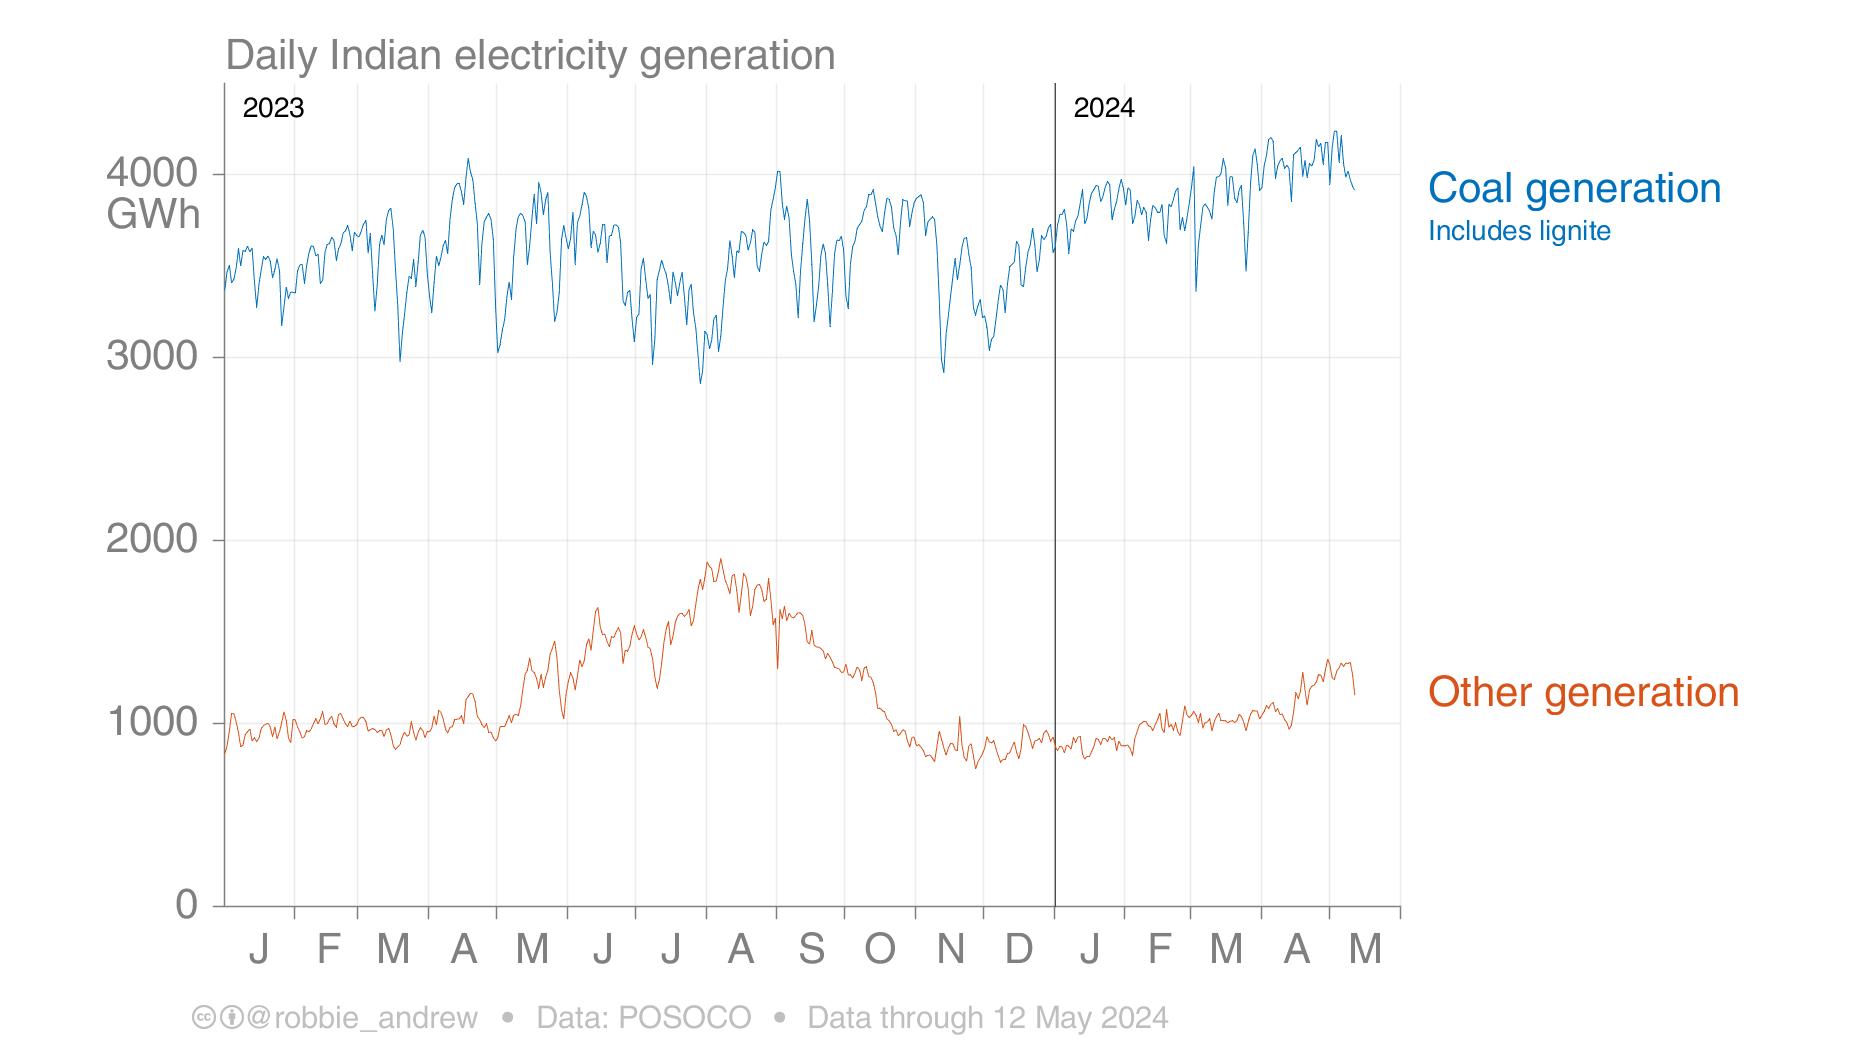 Daily Indian electricity generation
2023
2024
4000
GWh
3000
2000
1000
0
Coal generation
Includes lignite
Other generation
J F M A M J J A S O N D J F M A M
@robbie_andrew • Data: POSOCO • Data through 12 May 2024